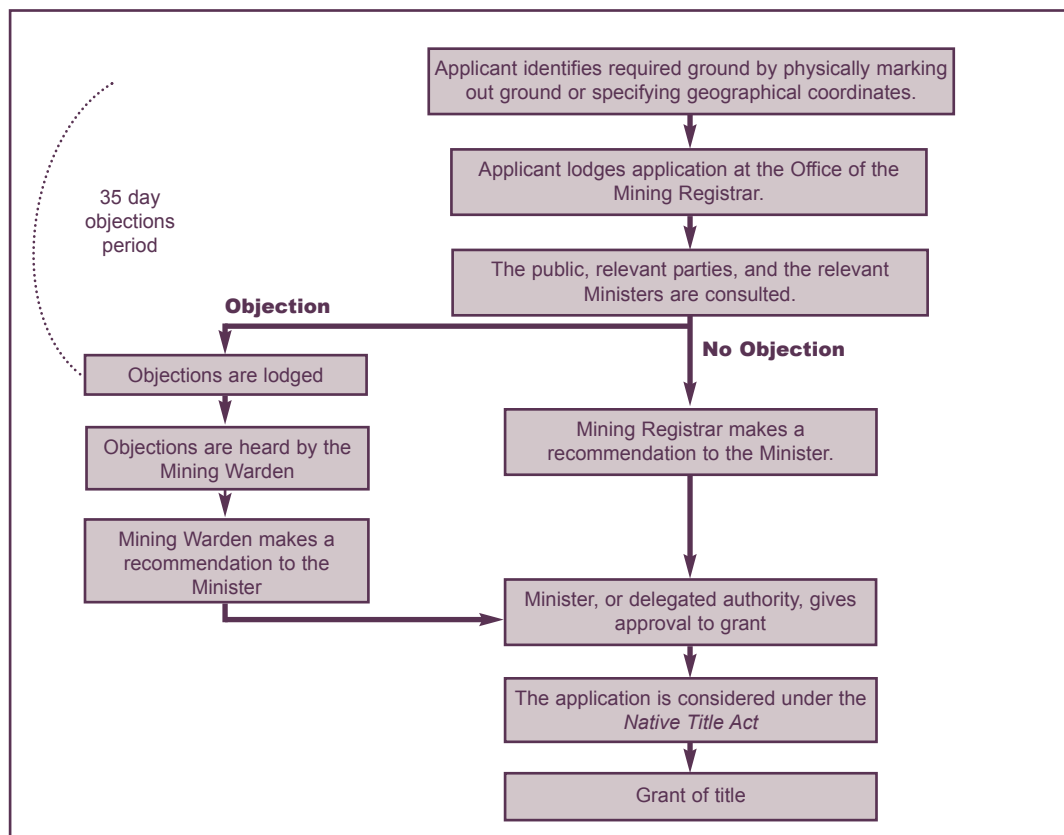 Applicant identifies required ground by physically marking
out ground or specifying geographical coordinates.
Applicant lodges application at the Office of the
Mining Registrar.
35 day
objections
period
The public, relevant parties, and the relevant
Ministers are consulted.
Objection
No Objection
Objections are lodged
Objections are heard by the
Mining Warden
Mining Registrar makes a
recommendation to the Minister.
Mining Warden makes a
recommendation to the
Minister
Minister, or delegated authority, gives
approval to grant
The application is considered under the
Native Title Act
Grant of title